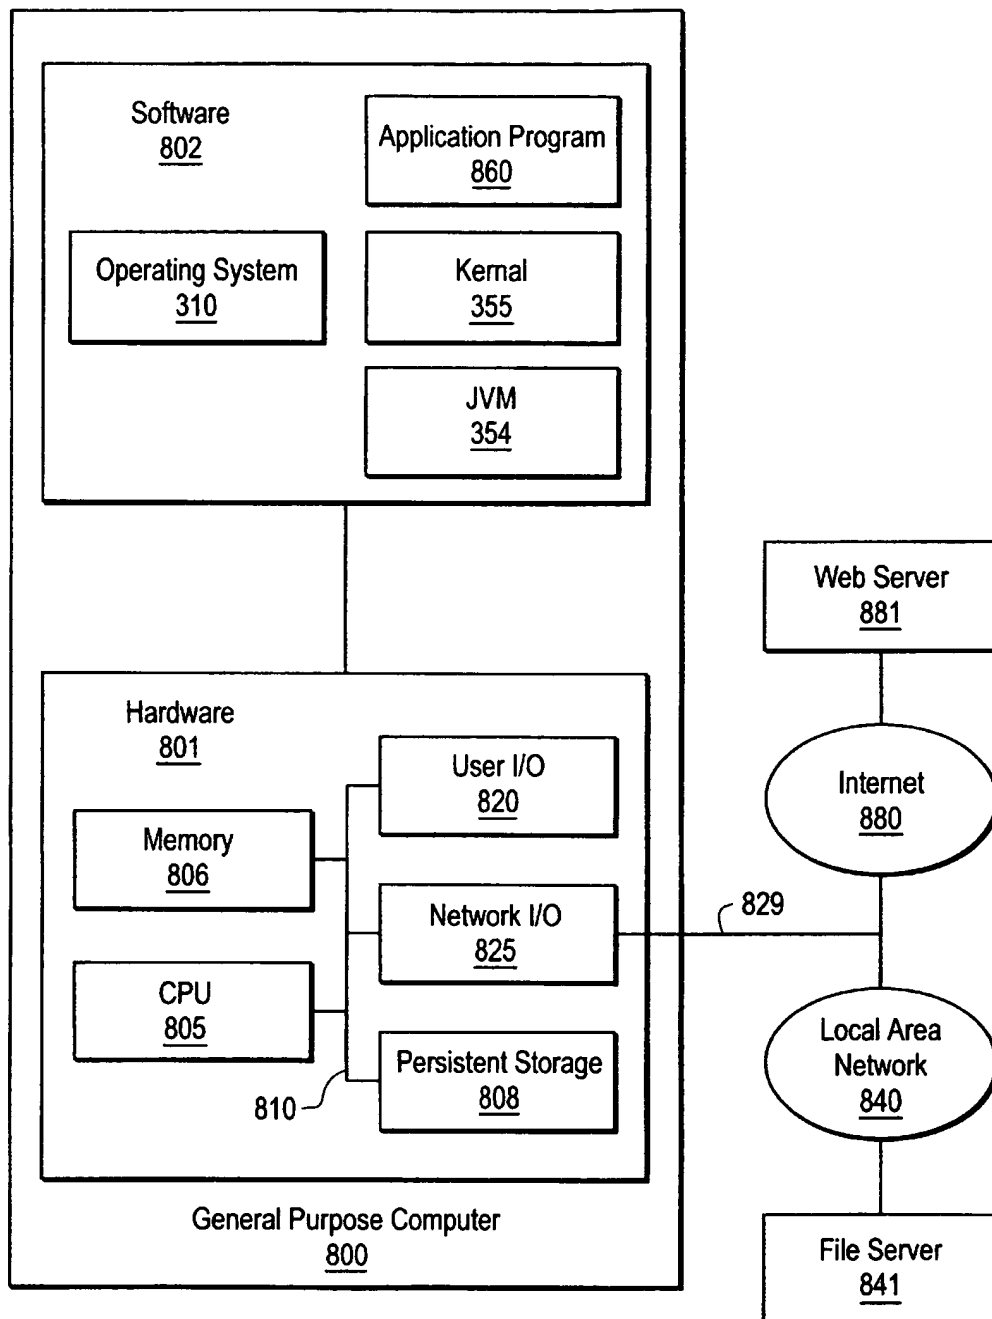 Software
802
Application Program
860
Operating System
310
Kernal
355
JVM
354
Hardware
801
User I/O
820
Memory
806
Network I/O
825
CPU
805
Persistent Storage
808
810
General Purpose Computer
800
Web Server
881
Internet
880
829
Local Area
Network
840
File Server
841